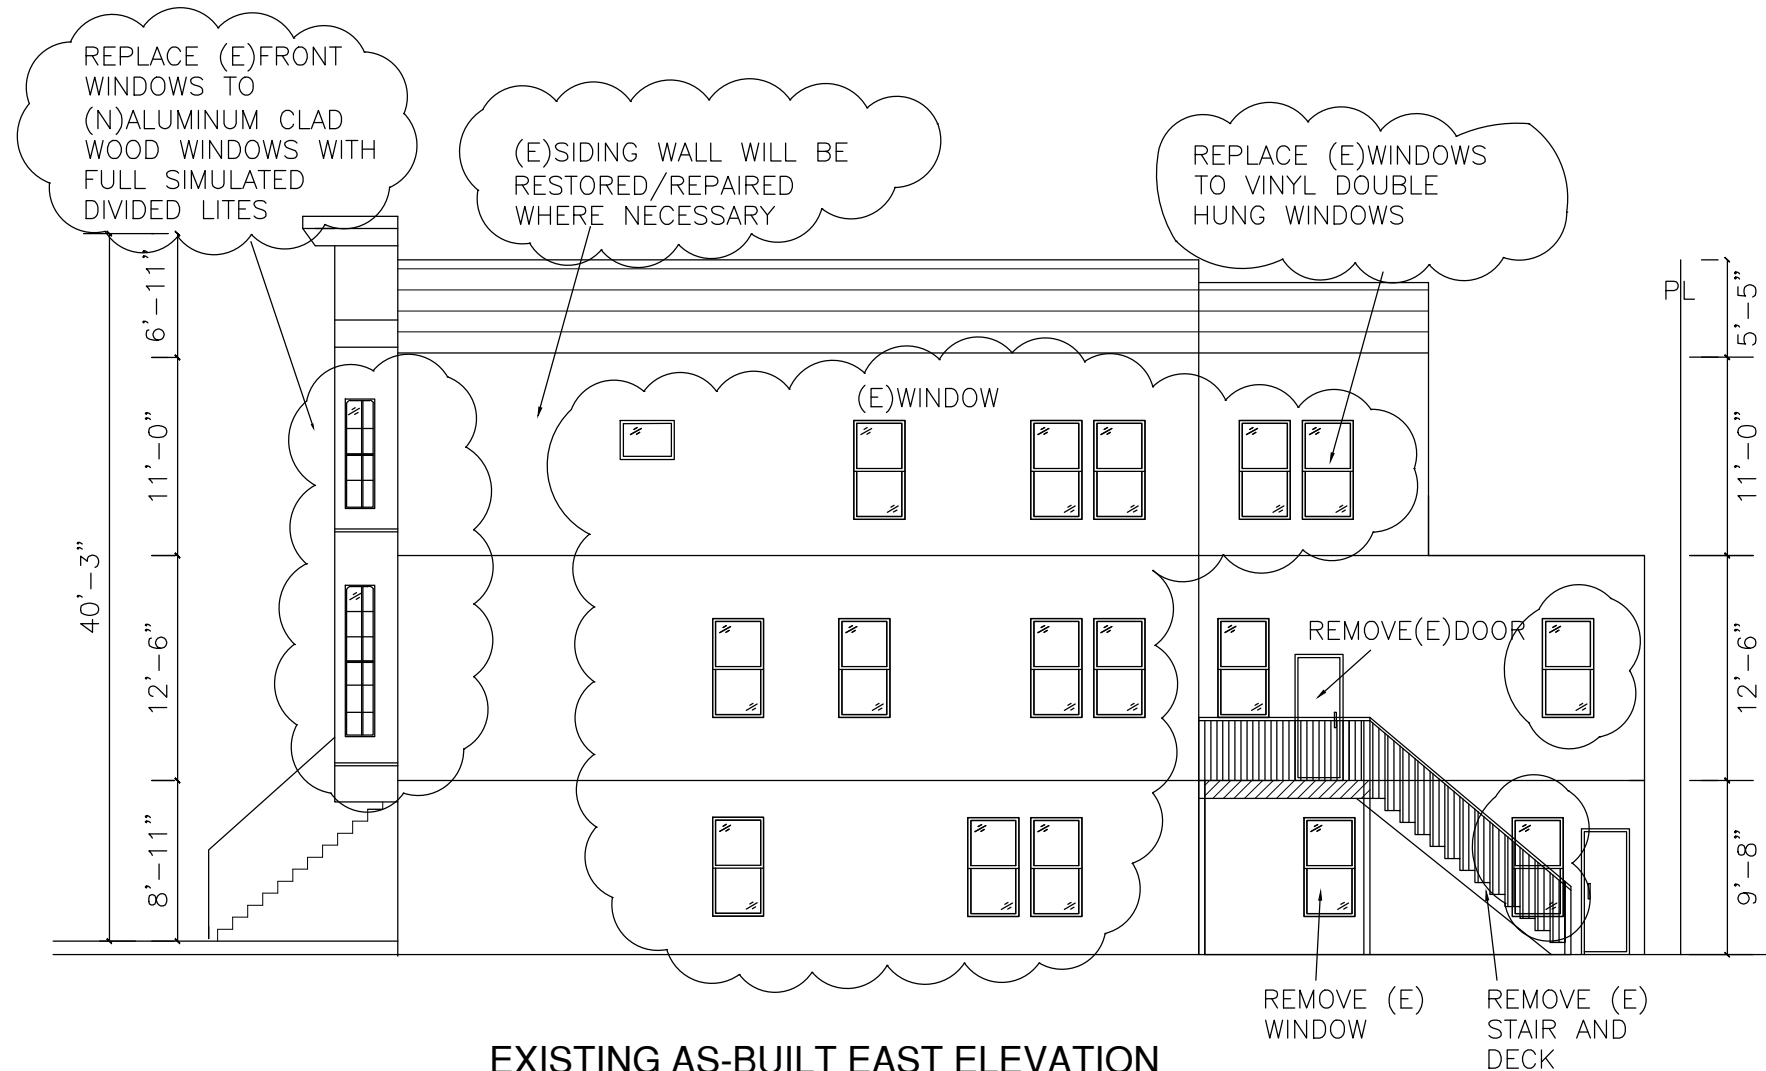 REPLACE (E)FRONT
WINDOWS TO
(N)ALUMINUM CLAD
WOOD WINDOWS WITH
FULL SIMULATED
DIVIDED LITES
(E)SIDING WALL WILL BE
RESTORED/REPAIRED
WHERE NECESSARY
REPLACE (E)WINDOWS
TO VINYL DOUBLE
HUNG WINDOWS
PL
6'-11"
5'-5"
(E)WINDOW
11'-0"
11'-0"
40'-3"
12'-6"
REMOVE(E)DOOR
12'-6"
8'-11"
9'-8"
REMOVE (E)
WINDOW
REMOVE (E)
STAIR AND
DECK
EXISTING AS-BUILT EAST ELEVATION